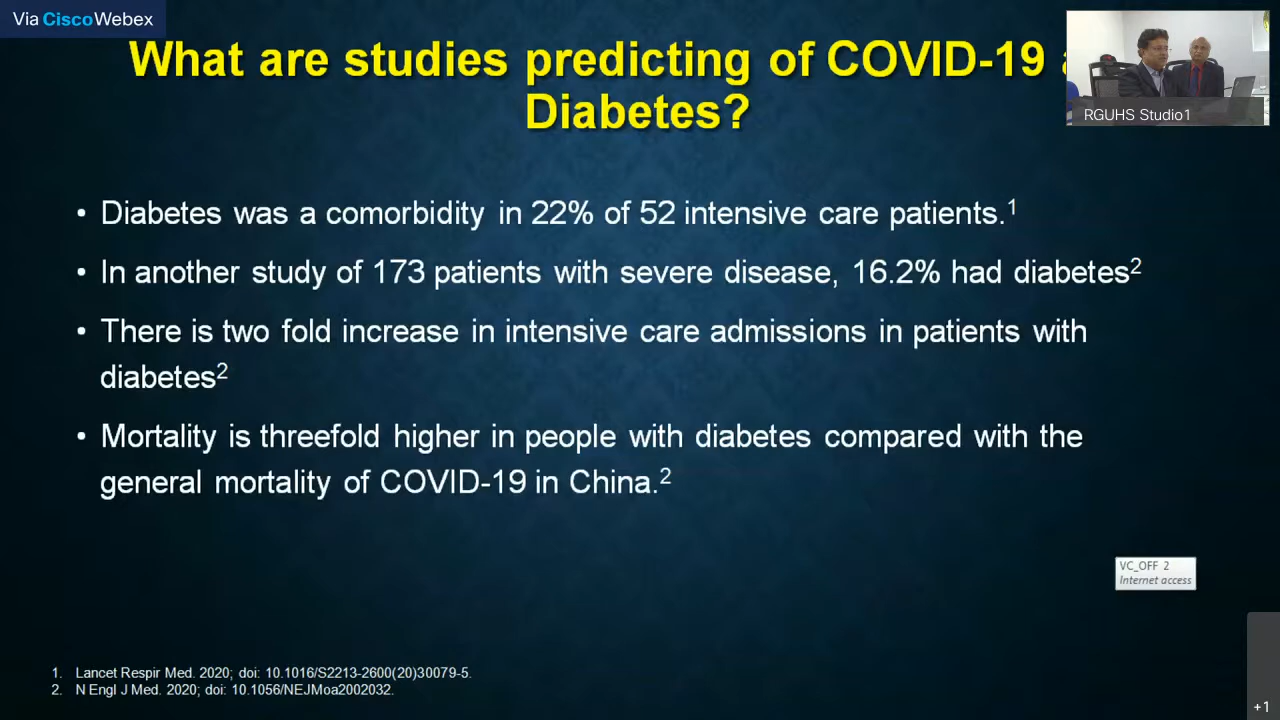 Via CiscoWebex
What are studies predicting of COVID-19
Diabetes?
RGUHS Studio1
• Diabetes was a comorbidity in 22% of 52 intensive care patients.1
• In another study of 173 patients with severe disease, 16.2% had diabetes2
• There is two fold increase in intensive care admissions in patients with
diabetes2
• Mortality is threefold higher in people with diabetes compared with the
general mortality of COVID-19 in China.2
VC_OFF 2
Internet access
1. Lancet Respir Med. 2020; doi: 10.1016/S2213-2600(20)30079-5.
2. N Engl J Med. 2020; doi: 10.1056/NEJMoa2002032.
+1